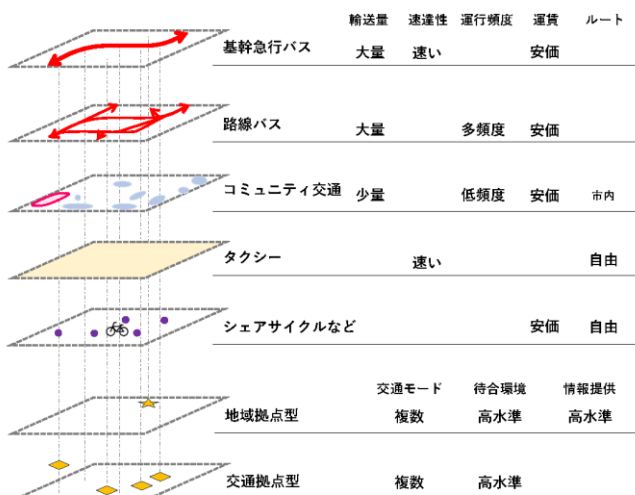 輸送量 速達性 運行頻度 運賃 ルート
基幹急行バス 大量 速い 安価
路線バス 大量 多頻度 安価
コミュニティ交通 少量 低頻度 安価 市内
タクシー 速い 自由
シェアサイクルなど 安価 自由
交通モード 待合環境 情報提供
地域拠点型 複数 高水準 高水準
交通拠点型 複数 高水準